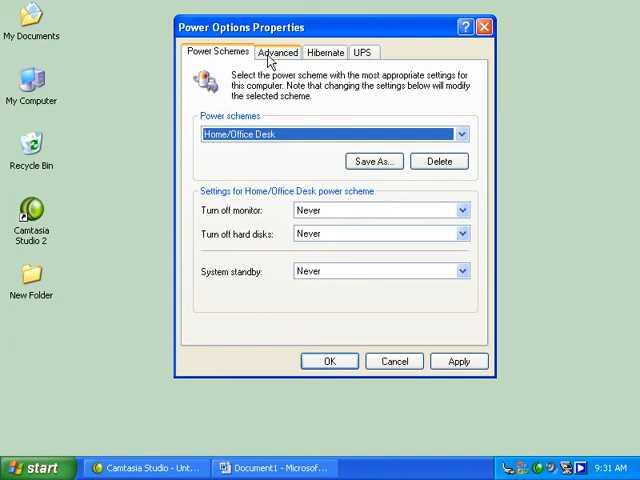 My Documents
My Computer
Recycle Bin
Camtasia
Studio 2
New Folder
Power Options Properties
Power Schemes
Advanced
Hibernate
UPS
Select the power scheme with the most appropriate settings for
this computer. Note that changing the settings below will modify
the selected scheme.
Power schemes
Home/Office Desk
Save As...
Delete
Settings for Home/Office Desk power scheme
Turn off monitor: Never
Turn off hard disks: Never
System standby: Never
OK
Cancel
Apply
start
Camtasia Studio - Unt...
Document1 - Microsof...
9:31 AM